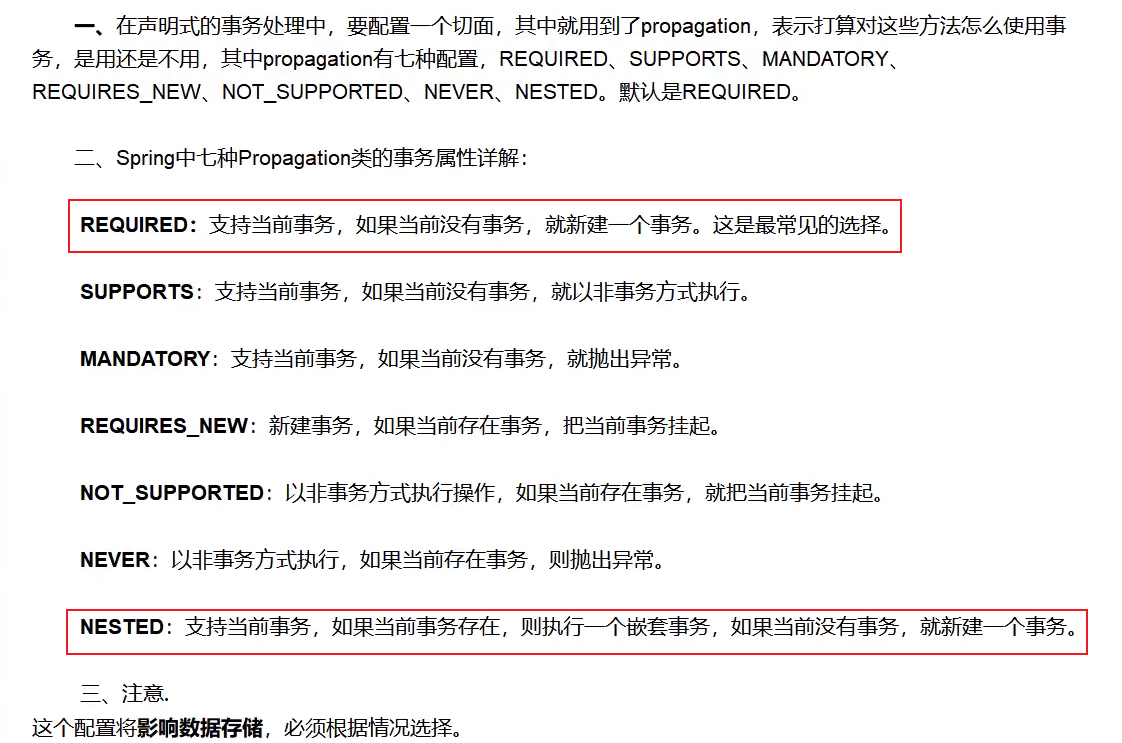 一、在声明式的事务处理中，要配置一个切面，其中就用到了propagation，表示打算对这些方法怎么使用事
务，是用还是不用，其中propagation有七种配置，REQUIRED、SUPPORTS、MANDATORY、
REQUIRES_NEW、NOT_SUPPORTED、NEVER、NESTED。默认是REQUIRED。
二、Spring中七种Propagation类的事务属性详解：
REQUIRED：支持当前事务，如果当前没有事务，就新建一个事务。这是最常见的选择。
SUPPORTS：支持当前事务，如果当前没有事务，就以非事务方式执行。
MANDATORY：支持当前事务，如果当前没有事务，就抛出异常。
REQUIRES_NEW：新建事务，如果当前存在事务，把当前事务挂起。
NOT_SUPPORTED：以非事务方式执行操作，如果当前存在事务，就把当前事务挂起。
NEVER：以非事务方式执行，如果当前存在事务，则抛出异常。
NESTED：支持当前事务，如果当前事务存在，则执行一个嵌套事务，如果当前没有事务，就新建一个事务。
三、注意.
这个配置将影响数据存储，必须根据情况选择。